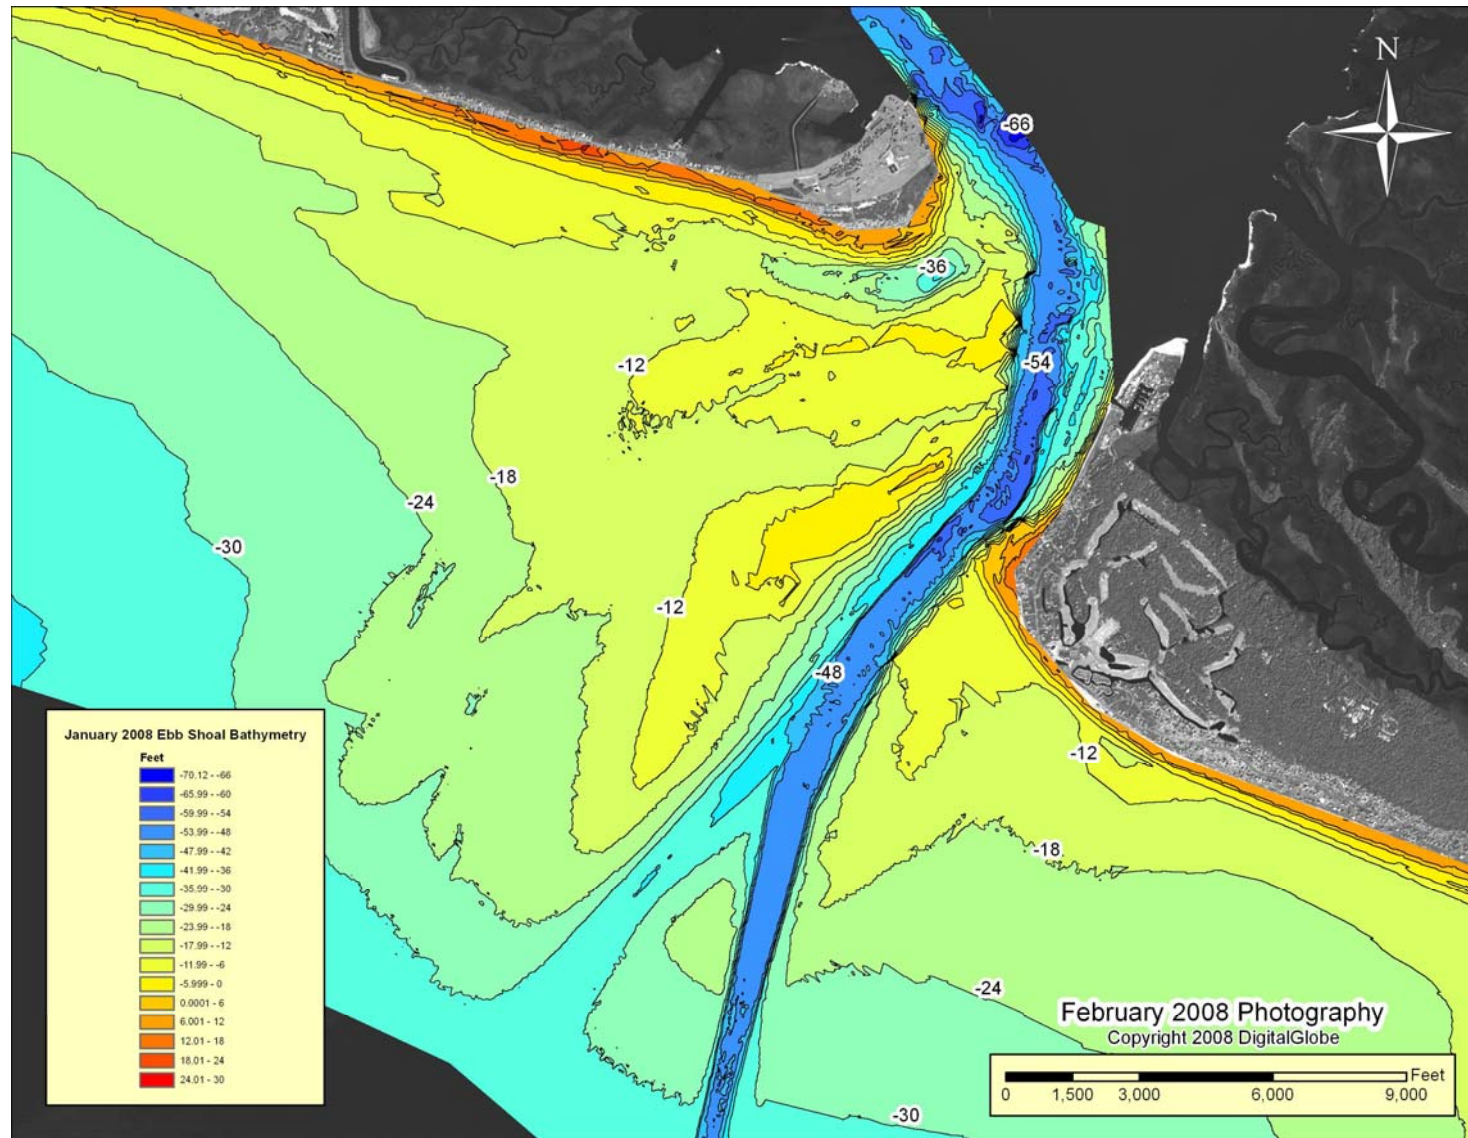 N
-66
-36
-54
-12
-18
-24
-30
-12
-48
-12
-18
-24
-30
January 2008 Ebb Shoal Bathymetry
Feet
-70.12 - -66
-65.99 - -60
-59.99 - -54
-53.99 - -48
-47.99 - -42
-41.99 - -36
-35.99 - -30
-29.99 - -24
-23.99 - -18
-17.99 - -12
-11.99 - -6
-5.999 - 0
0.0001 - 6
6.001 - 12
12.01 - 18
18.01 - 24
24.01 - 30
February 2008 Photography
Copyright 2008 DigitalGlobe
Feet
0 1,500 3,000 6,000 9,000